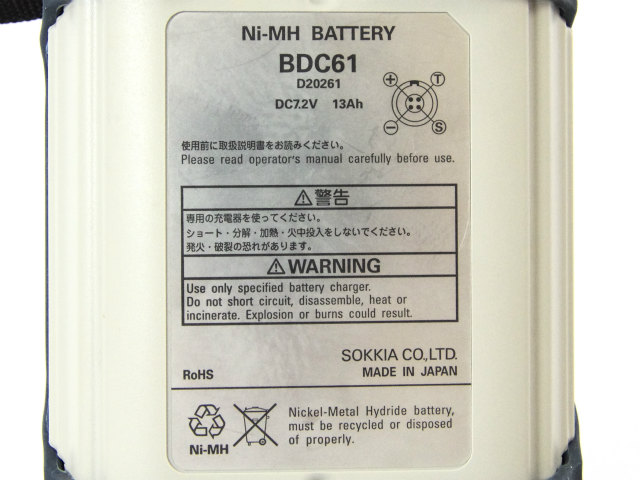 Ni-MH BATTERY
BDC61
D20261
DC7.2V 13Ah
+ T
− S
使用前に取扱説明書をお読みください。
Please read operator's manual carefully before use.
⚠警告
専用の充電器を使ってください。
ショート・分解・加熱・火中投入をしないでください。
発火・破裂の恐れがあります。
⚠WARNING
Use only specified battery charger.
Do not short circuit, disassemble, heat or
incinerate. Explosion or burns could result.
SOKKIA CO.,LTD.
RoHS MADE IN JAPAN
Nickel-Metal Hydride battery,
must be recycled or disposed
of properly.
Ni-MH